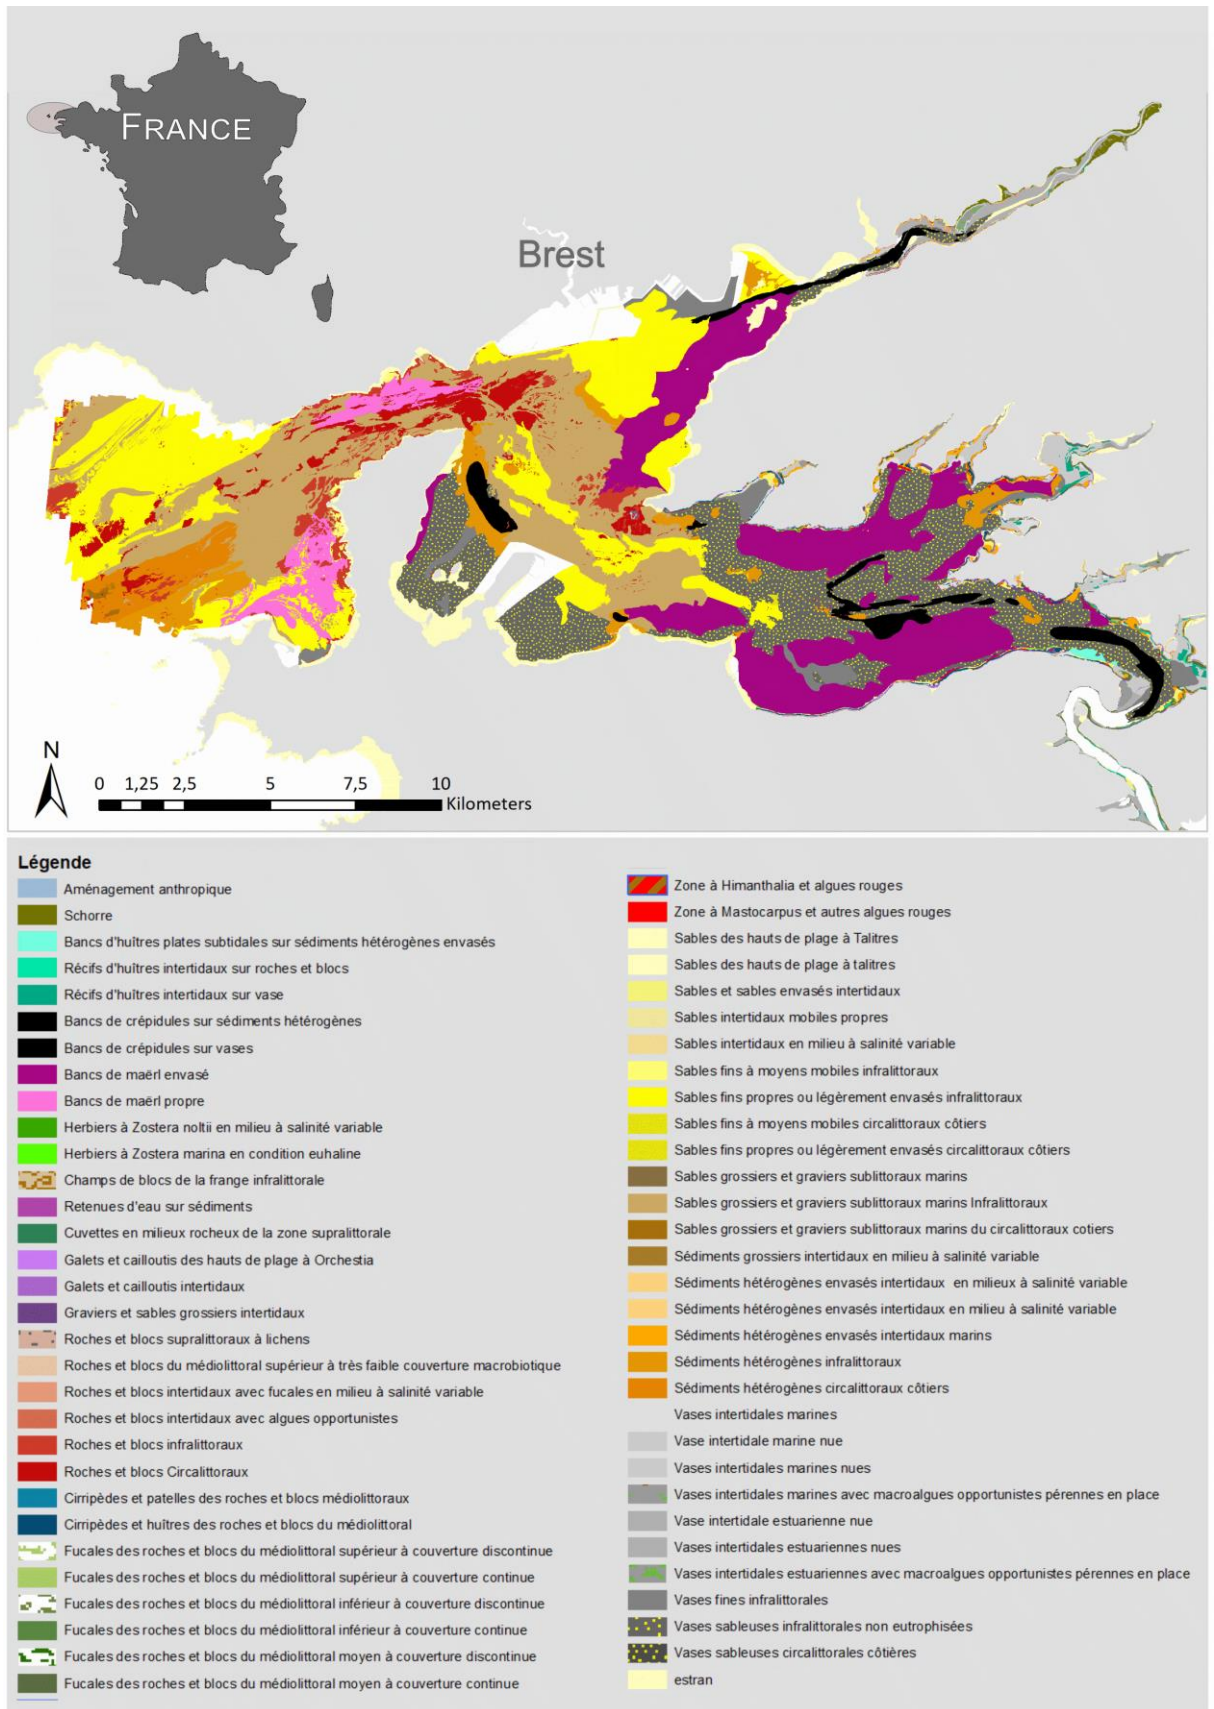 FRANCE
Brest
N
0 1,25 2,5 5 7,5 10
Kilometers
Légende
Aménagement anthropique
Schorre
Bancs d'huîtres plates subtidales sur sédiments hétérogènes envasés
Récifs d'huîtres intertidaux sur roches et blocs
Récifs d'huîtres intertidaux sur vase
Bancs de crépidules sur sédiments hétérogènes
Bancs de crépidules sur vases
Bancs de maërl envasé
Bancs de maërl propre
Herbiers à Zostera noltii en milieu à salinité variable
Herbiers à Zostera marina en condition euhaline
Champs de blocs de la frange infralittorale
Retenues d'eau sur sédiments
Cuvettes en milieux rocheux de la zone supralittorale
Galets et cailloutis des hauts de plage à Orchestia
Galets et cailloutis intertidaux
Graviers et sables grossiers intertidaux
Roches et blocs supralittoraux à lichens
Roches et blocs du médiolittoral supérieur à très faible couverture macrobiotique
Roches et blocs intertidaux avec fucales en milieu à salinité variable
Roches et blocs intertidaux avec algues opportunistes
Roches et blocs infralittoraux
Roches et blocs Circalittoraux
Cirripèdes et patelles des roches et blocs médiolittoraux
Cirripèdes et huîtres des roches et blocs du médiolittoral
Fucales des roches et blocs du médiolittoral supérieur à couverture discontinue
Fucales des roches et blocs du médiolittoral supérieur à couverture continue
Fucales des roches et blocs du médiolittoral inférieur à couverture discontinue
Fucales des roches et blocs du médiolittoral inférieur à couverture continue
Fucales des roches et blocs du médiolittoral moyen à couverture discontinue
Fucales des roches et blocs du médiolittoral moyen à couverture continue
Zone à Himanthalia et algues rouges
Zone à Mastocarpus et autres algues rouges
Sables des hauts de plage à Talitres
Sables des hauts de plage à talitres
Sables et sables envasés intertidaux
Sables intertidaux mobiles propres
Sables intertidaux en milieu à salinité variable
Sables fins à moyens mobiles infralittoraux
Sables fins propres ou légèrement envasés infralittoraux
Sables fins à moyens mobiles circalittoraux côtiers
Sables fins propres ou légèrement envasés circalittoraux côtiers
Sables grossiers et graviers sublittoraux marins
Sables grossiers et graviers sublittoraux marins Infralittoraux
Sables grossiers et graviers sublittoraux marins du circalittoraux cotiers
Sédiments grossiers intertidaux en milieu à salinité variable
Sédiments hétérogènes envasés intertidaux en milieux à salinité variable
Sédiments hétérogènes envasés intertidaux en milieu à salinité variable
Sédiments hétérogènes envasés intertidaux marins
Sédiments hétérogènes infralittoraux
Sédiments hétérogènes circalittoraux côtiers
Vases intertidales marines
Vase intertidale marine nue
Vases intertidales marines nues
Vases intertidales marines avec macroalgues opportunistes pérennes en place
Vase intertidale estuarienne nue
Vases intertidales estuariennes nues
Vases intertidales estuariennes avec macroalgues opportunistes pérennes en place
Vases fines infralittorales
Vases sableuses infralittorales non eutrophisées
Vases sableuses circalittorales côtières
estran